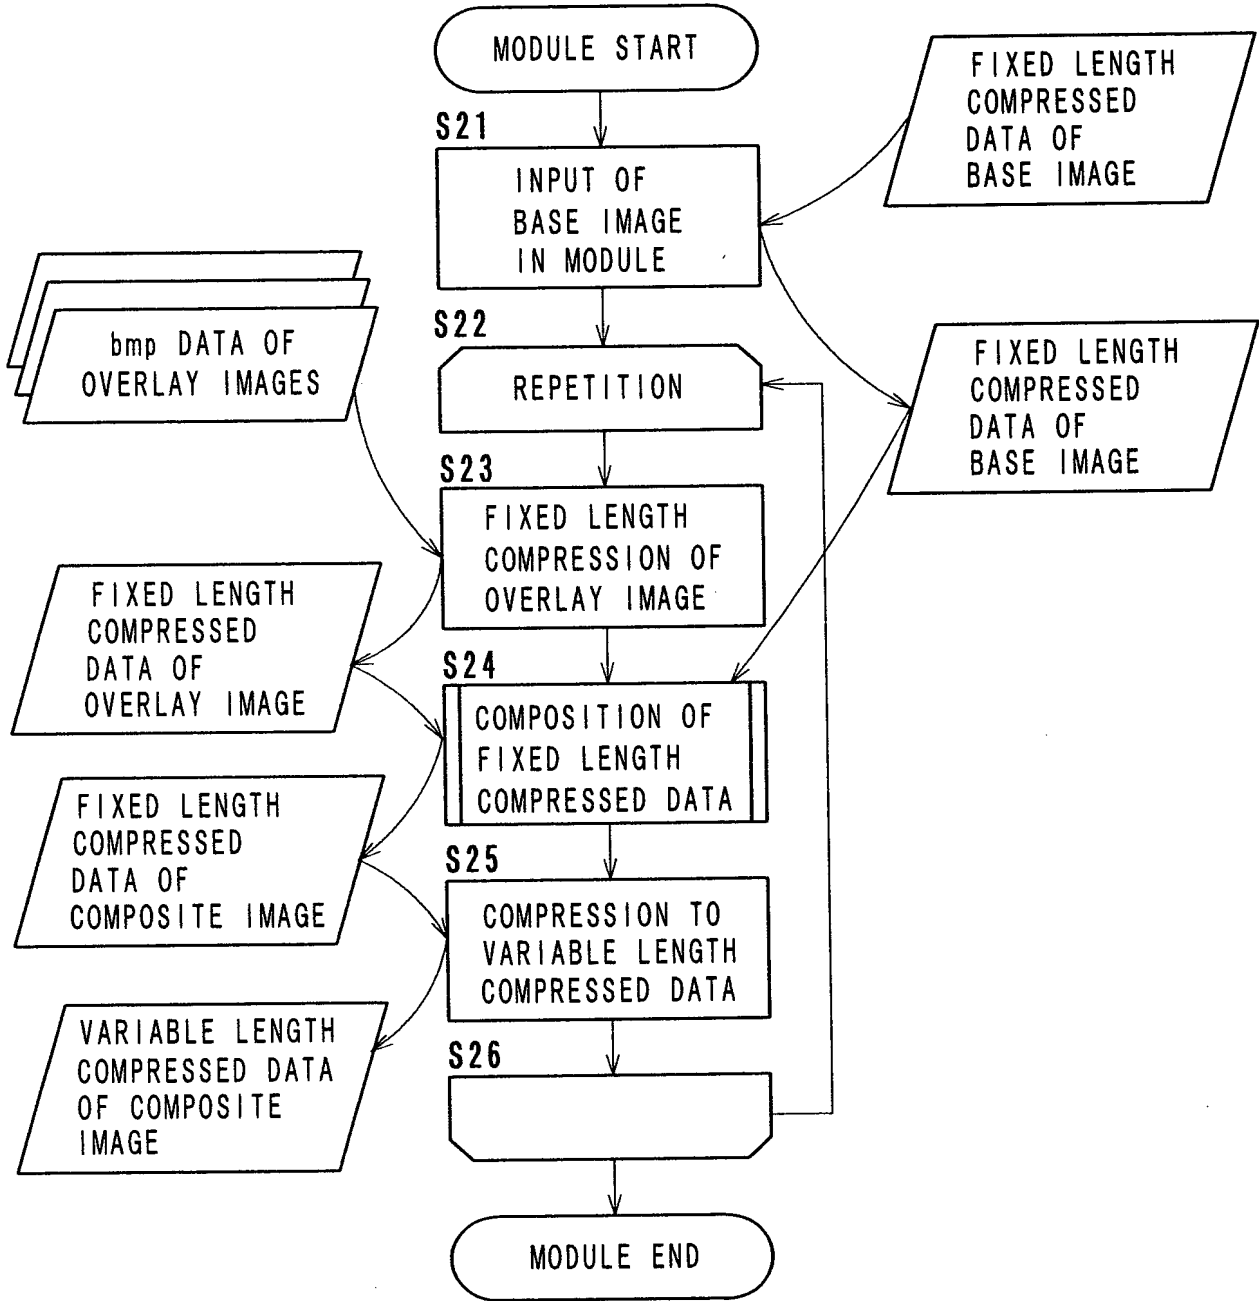 MODULE START
FIXED LENGTH
COMPRESSED
DATA OF
BASE IMAGE
S21
INPUT OF
BASE IMAGE
IN MODULE
bmp DATA OF
OVERLAY IMAGES
S22
REPETITION
FIXED LENGTH
COMPRESSED
DATA OF
BASE IMAGE
S23
FIXED LENGTH
COMPRESSION OF
OVERLAY IMAGE
FIXED LENGTH
COMPRESSED
DATA OF
OVERLAY IMAGE
S24
COMPOSITION OF
FIXED LENGTH
COMPRESSED DATA
FIXED LENGTH
COMPRESSED
DATA OF
COMPOSITE IMAGE
S25
COMPRESSION TO
VARIABLE LENGTH
COMPRESSED DATA
VARIABLE LENGTH
COMPRESSED DATA
OF COMPOSITE
IMAGE
S26
MODULE END